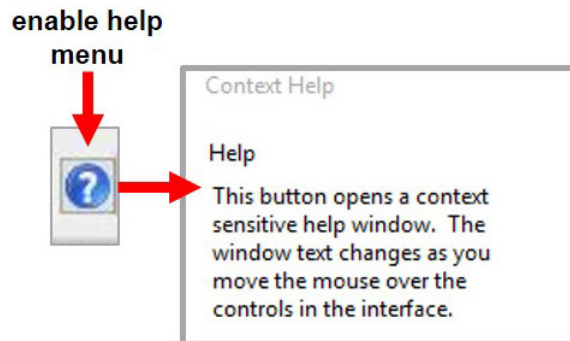 enable help
menu
Context Help
?
Help
This button opens a context
sensitive help window.  The
window text changes as you
move the mouse over the
controls in the interface.